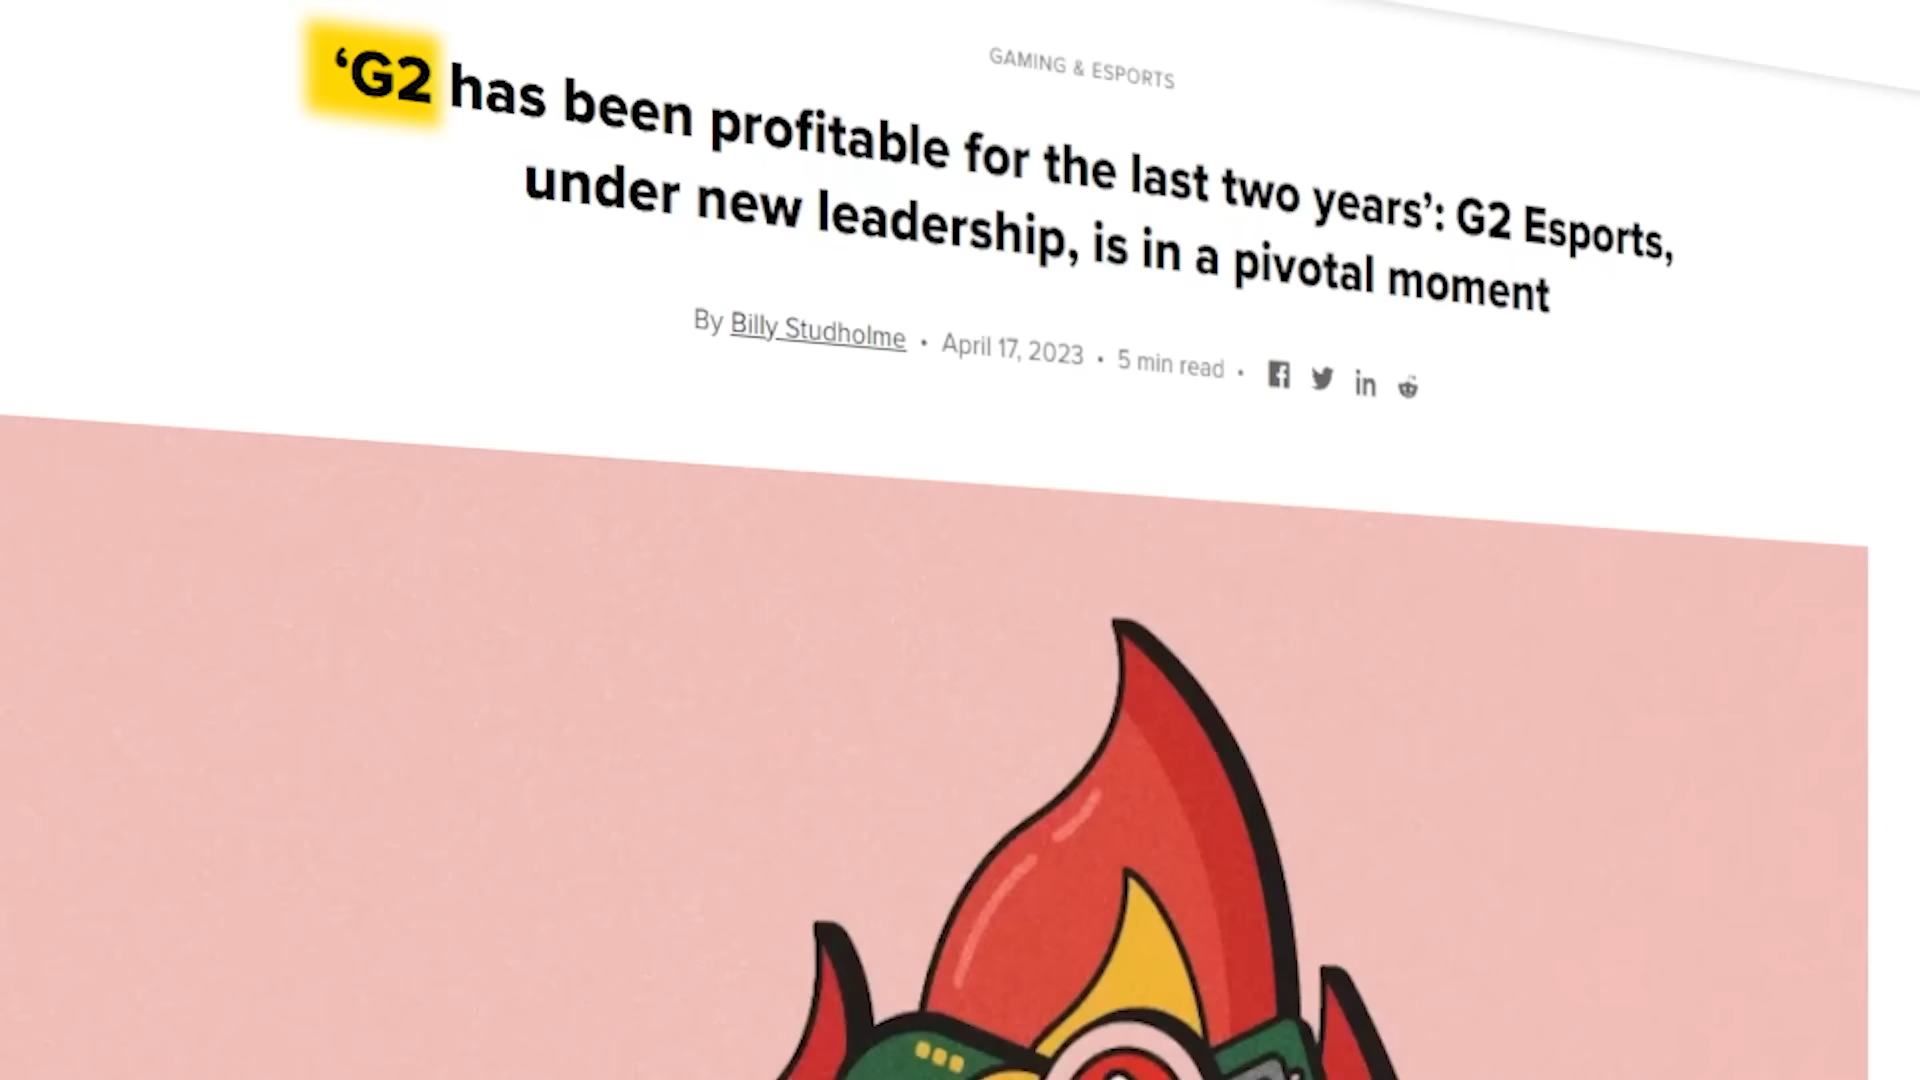 GAMING & ESPORTS
‘G2 has been profitable for the last two years’: G2 Esports,
under new leadership, is in a pivotal moment
By Billy Studholme • April 17, 2023 • 5 min read •